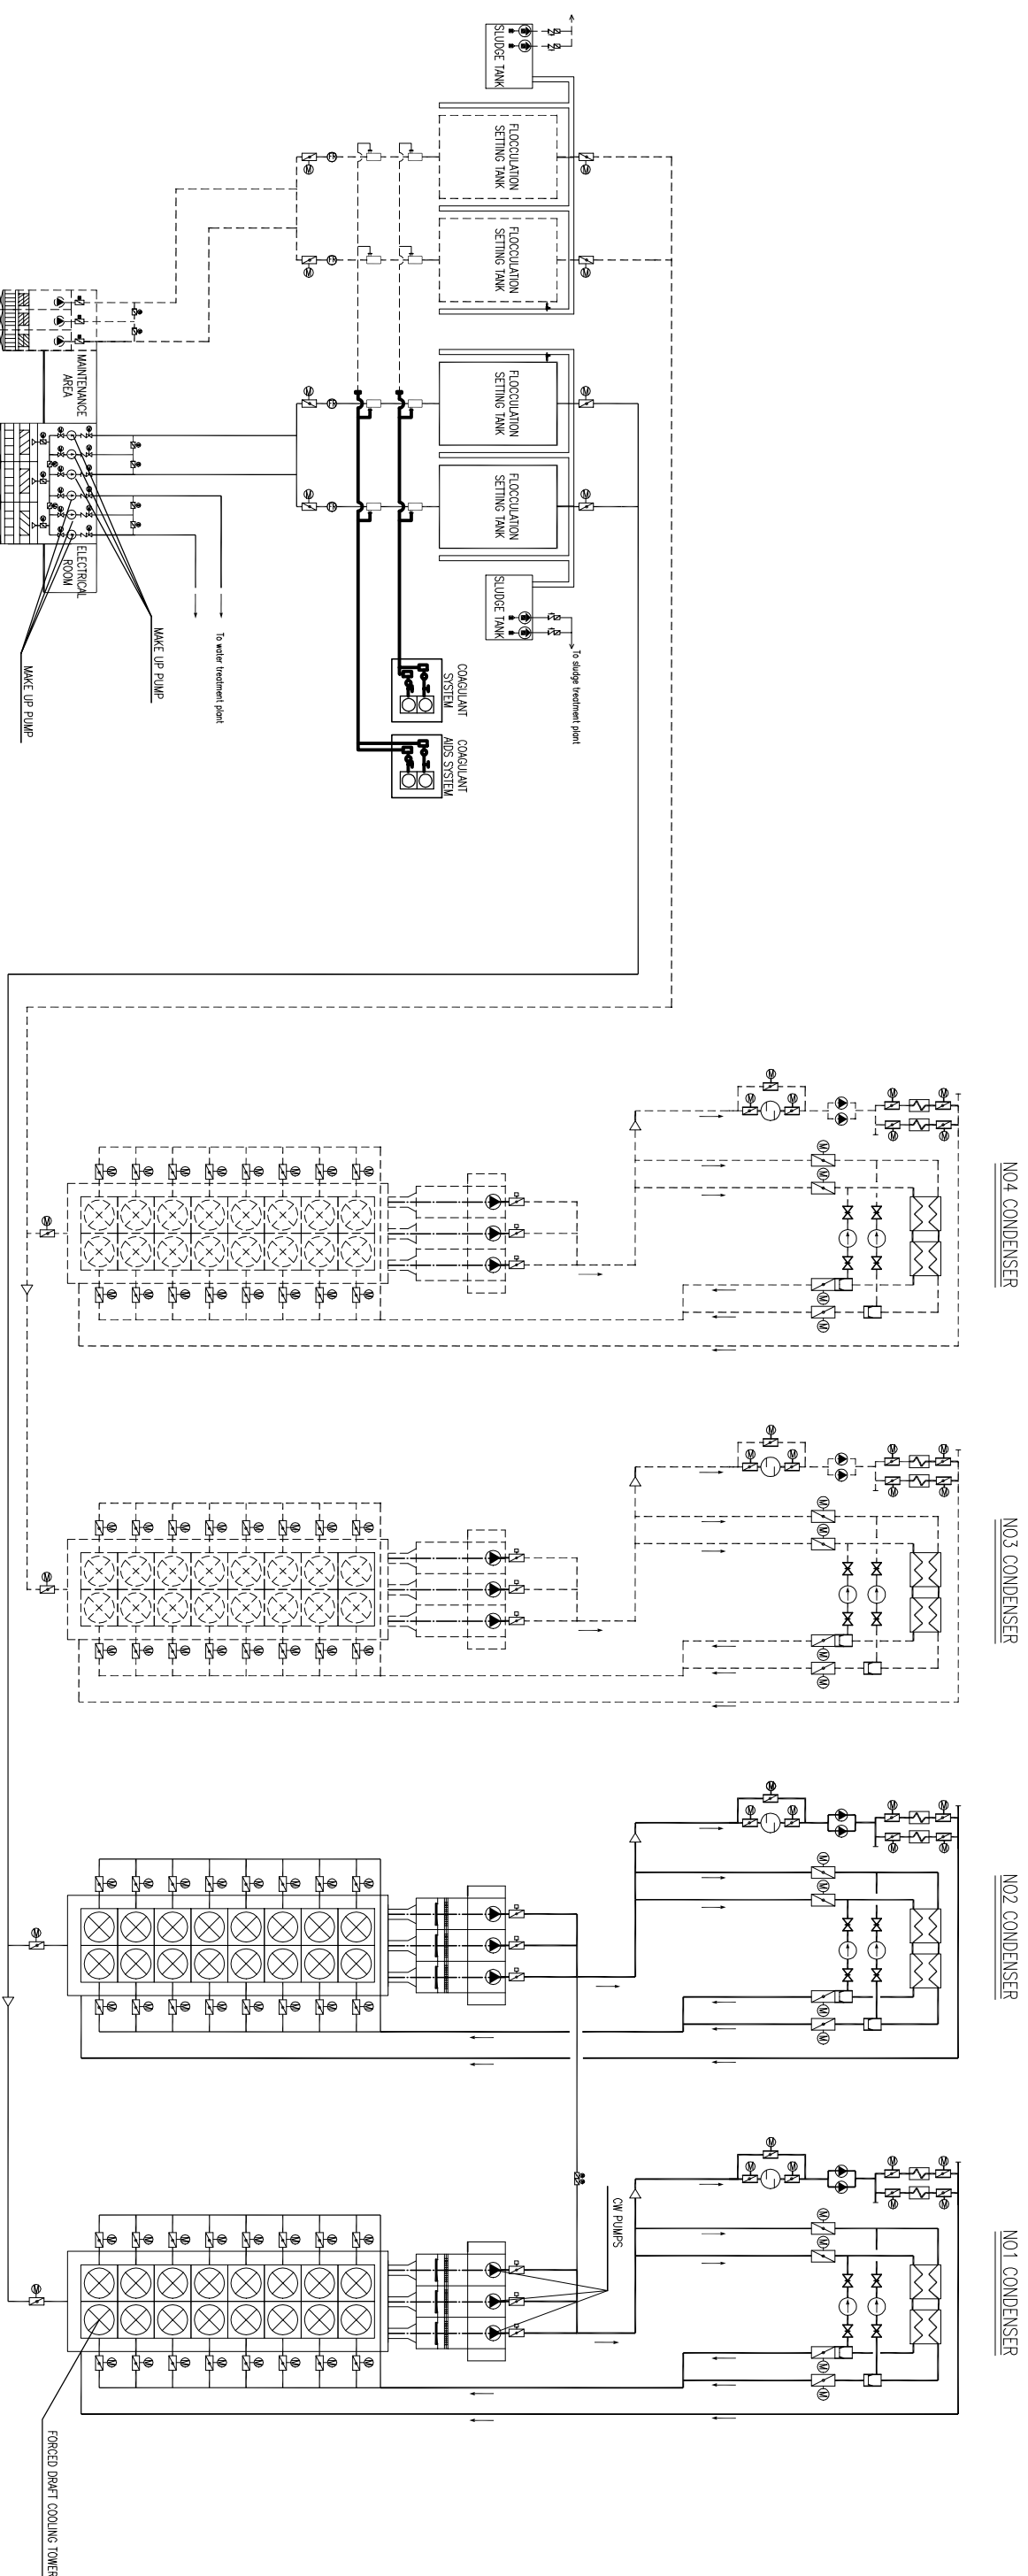 NO4 CONDENSER
NO3 CONDENSER
NO2 CONDENSER
NO1 CONDENSER
SLUDGE TANK
FLOCCULATION
SETTING TANK
FLOCCULATION
SETTING TANK
FLOCCULATION
SETTING TANK
FLOCCULATION
SETTING TANK
SLUDGE TANK
To sludge treatment plant
COAGULANT
SYSTEM
COAGULANT
AIDS SYSTEM
CW PUMPS
To water treatment plant
MAINTENANCE
AREA
ELECTRICAL
ROOM
MAKE UP PUMP
MAKE UP PUMP
FORCED DRAFT COOLING TOWER